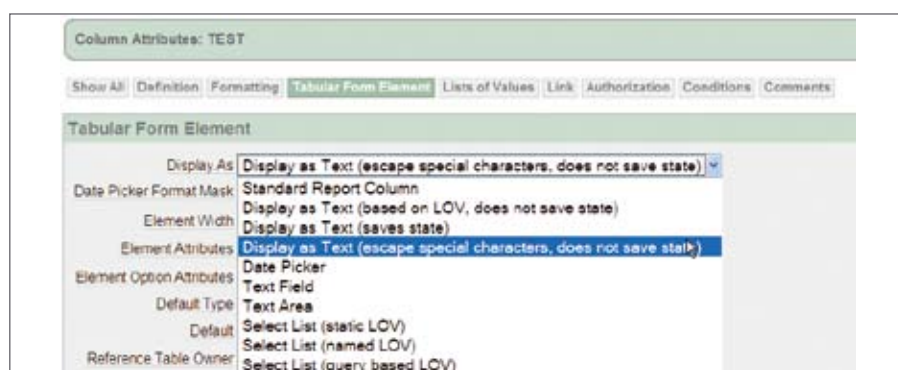 Column Attributes: TEST
Show All Definition Formatting Tabular Form Element Lists of Values Link Authorization Conditions Comments
Tabular Form Element
Display As Display as Text (escape special characters, does not save state)
Date Picker Format Mask Standard Report Column
Display as Text (based on LOV, does not save state)
Element Width Display as Text (saves state)
Element Attributes Display as Text (escape special characters, does not save state)
Element Option Attributes Date Picker
Text Field
Default Type Text Area
Default Select List (static LOV)
Select List (named LOV)
Reference Table Owner Select List (query based LOV)